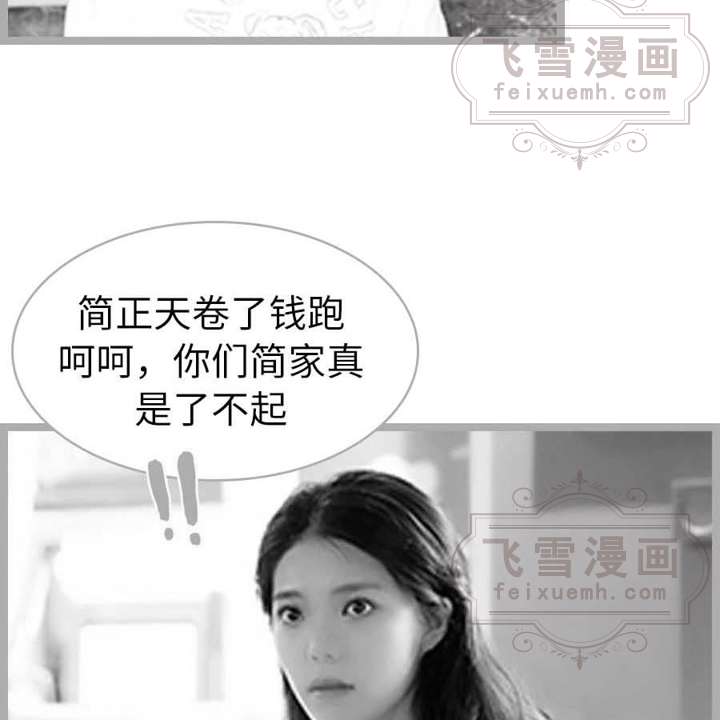 飞雪漫画
feixuemh.com
简正天卷了钱跑
呵呵，你们简家真
是了不起
!!
飞雪漫画
feixuemh.com